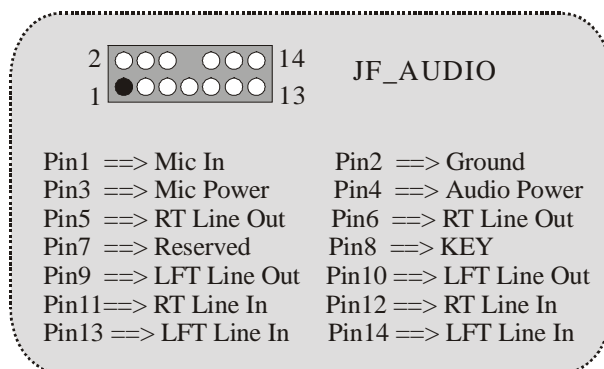 2 14 JF_AUDIO
1 13
Pin1 ==> Mic In Pin2 ==> Ground
Pin3 ==> Mic Power Pin4 ==> Audio Power
Pin5 ==> RT Line Out Pin6 ==> RT Line Out
Pin7 ==> Reserved Pin8 ==> KEY
Pin9 ==> LFT Line Out Pin10 ==> LFT Line Out
Pin11==> RT Line In Pin12 ==> RT Line In
Pin13 ==> LFT Line In Pin14 ==> LFT Line In